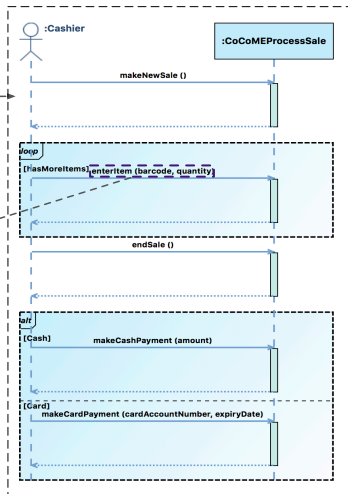 :Cashier
:CoCoMEProcessSale
makeNewSale ()
loop
[hasMoreItems]
enterItem (barcode, quantity)
endSale ()
alt
[Cash]
makeCashPayment (amount)
[Card]
makeCardPayment (cardAccountNumber, expiryDate)